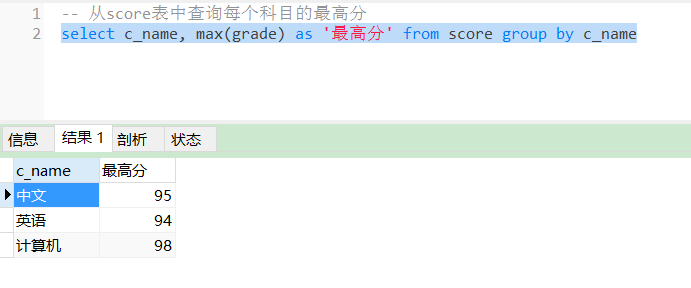 1 -- 从score表中查询每个科目的最高分
2 select c_name, max(grade) as '最高分' from score group by c_name
信息 结果 1 剖析 状态
c_name 最高分
中文 95
英语 94
计算机 98